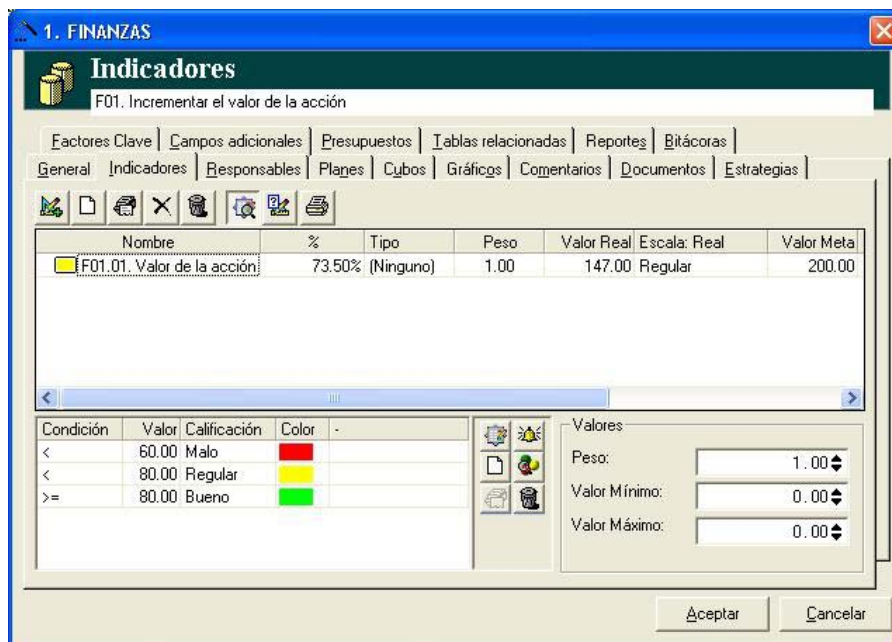 1. FINANZAS
Indicadores
F01. Incrementar el valor de la acción
Factores Clave Campos adicionales Presupuestos Tablas relacionadas Reportes Bitácoras
General Indicadores Responsables Planes Cubos Gráficos Comentarios Documentos Estrategias
Nombre % Tipo Peso Valor Real Escala: Real Valor Meta
F01.01. Valor de la acción 73.50% (Ninguno) 1.00 147.00 Regular 200.00
Condición Valor Calificación Color -
< 60.00 Malo
< 80.00 Regular
>= 80.00 Bueno
Valores
Peso: 1.00
Valor Mínimo: 0.00
Valor Máximo: 0.00
Aceptar Cancelar